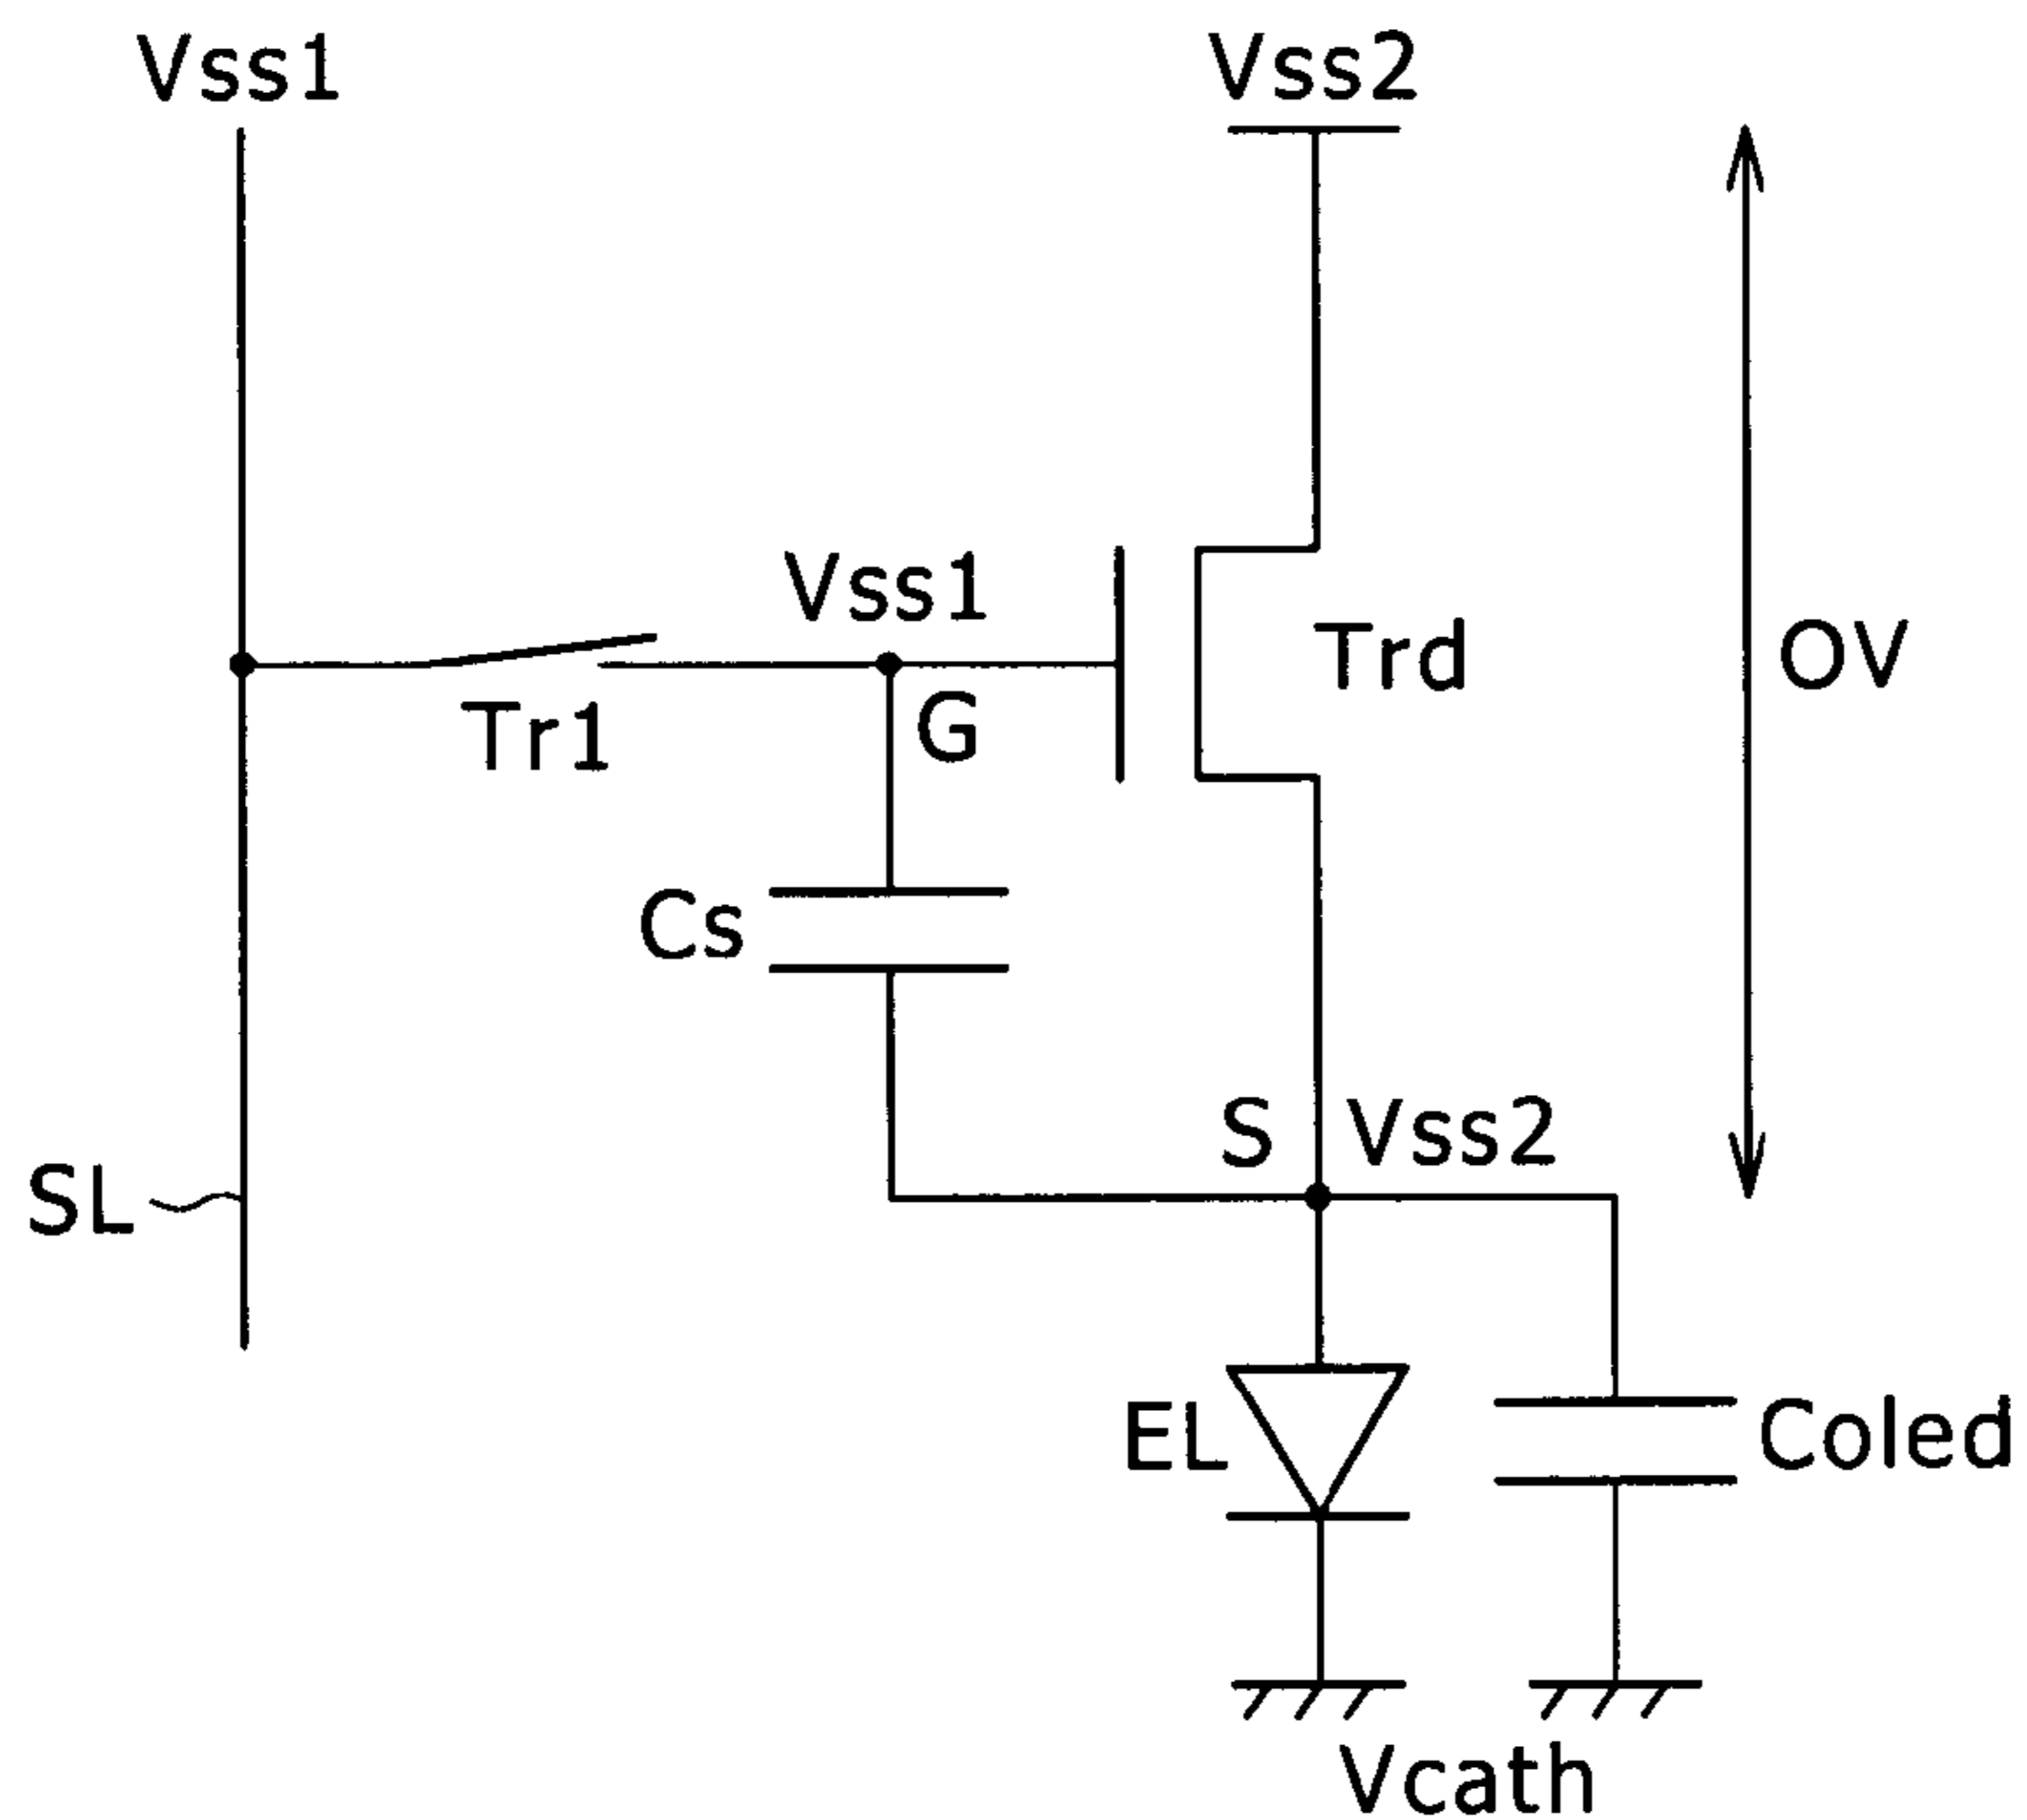 Vss1
Vss2
Vss1
Trd
OV
Tr1
G
Cs
S
Vss2
SL
EL
Coled
Vcath